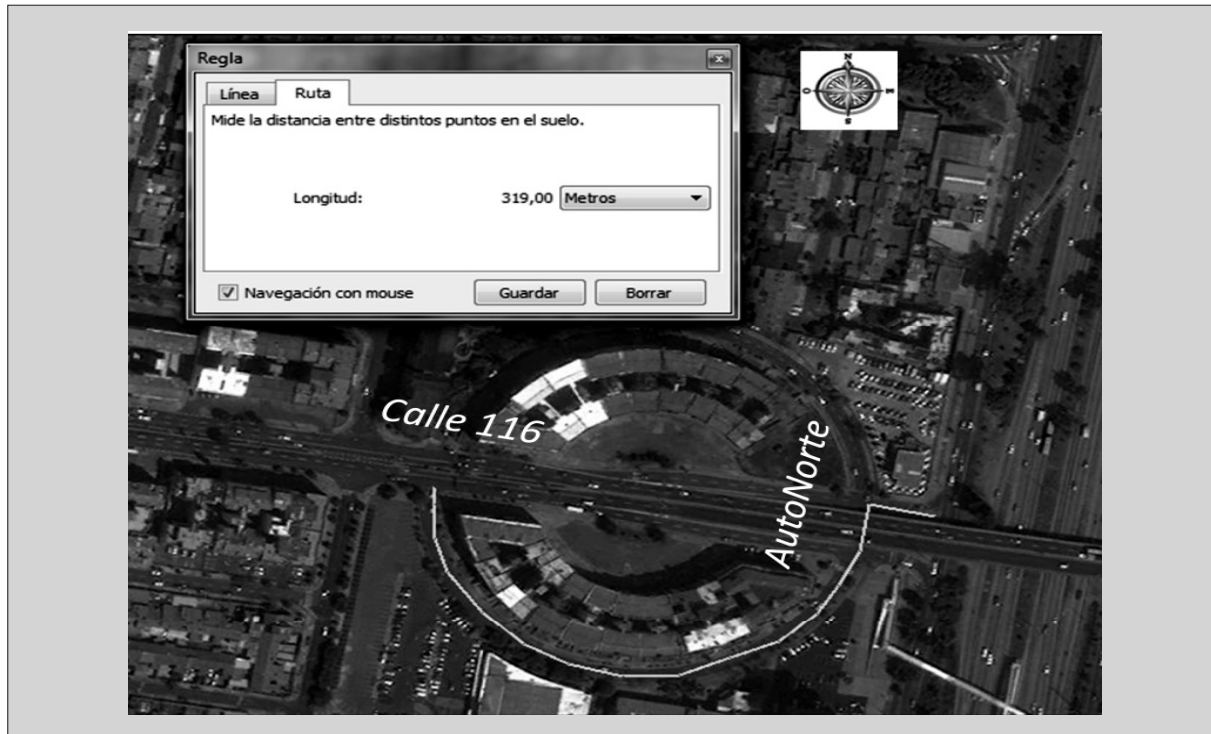 Regla
Línea Ruta
Mide la distancia entre distintos puntos en el suelo.
Longitud: 319,00 Metros
Navegación con mouse Guardar Borrar
N
O E
S
Calle 116
AutoNorte